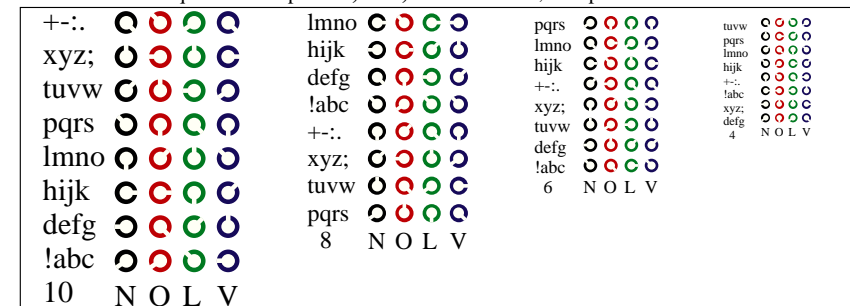 +-:.
xyz;
tuvw
pqrs
lmno
hijk
defg
!abc
10 N O L V
lmno
hijk
defg
!abc
+-:.
xyz;
tuvw
pqrs
8 N O L V
pqrs
lmno
hijk
+-:.
xyz;
tuvw
defg
!abc
6 N O L V
tuvw
pqrs
lmno
hijk
+-:.
!abc
xyz;
defg
4 N O L V